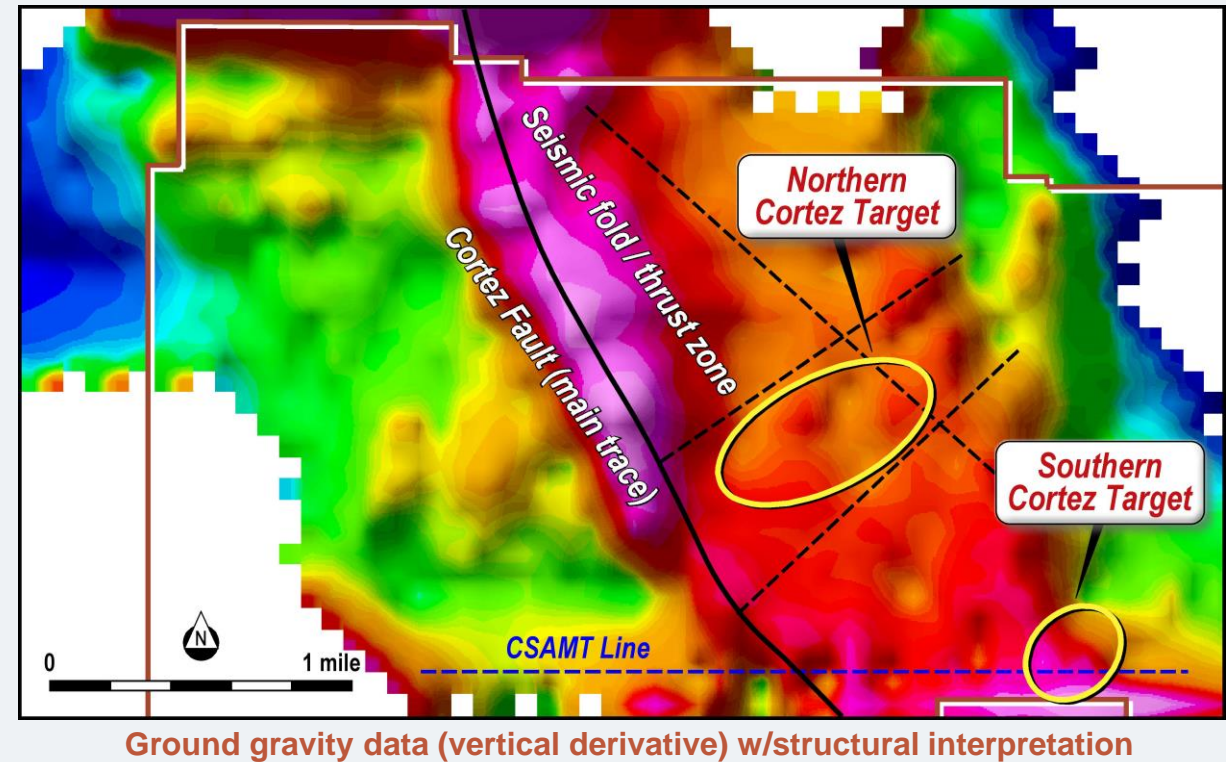 Seismic fold / thrust zone
Northern
Cortez Target
Cortez Fault (main trace)
Southern
Cortez Target
N
CSAMT Line
0 1 mile
Ground gravity data (vertical derivative) w/structural interpretation